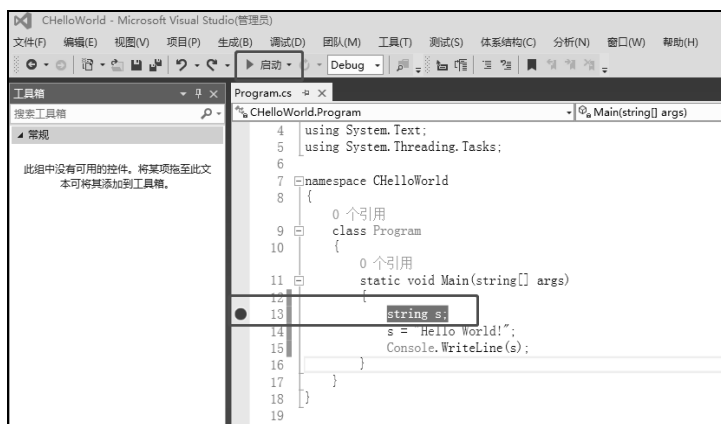 CHelloWorld - Microsoft Visual Studio(管理员)
文件(F) 编辑(E) 视图(V) 项目(P) 生成(B) 调试(D) 团队(M) 工具(T) 测试(S) 体系结构(C) 分析(N) 窗口(W) 帮助(H)
启动 Debug
工具箱
Program.cs
搜索工具箱
CHelloWorld.Program
Main(string[] args)
常规
此组中没有可用的控件。将某项拖至此文
本可将其添加到工具箱。
4 using System.Text;
5 using System.Threading.Tasks;
6
7 namespace CHelloWorld
8 {
0 个引用
9 class Program
10 {
0 个引用
11 static void Main(string[] args)
12 {
13 string s;
14 s = "Hello World!";
15 Console.WriteLine(s);
16 }
17 }
18 }
19